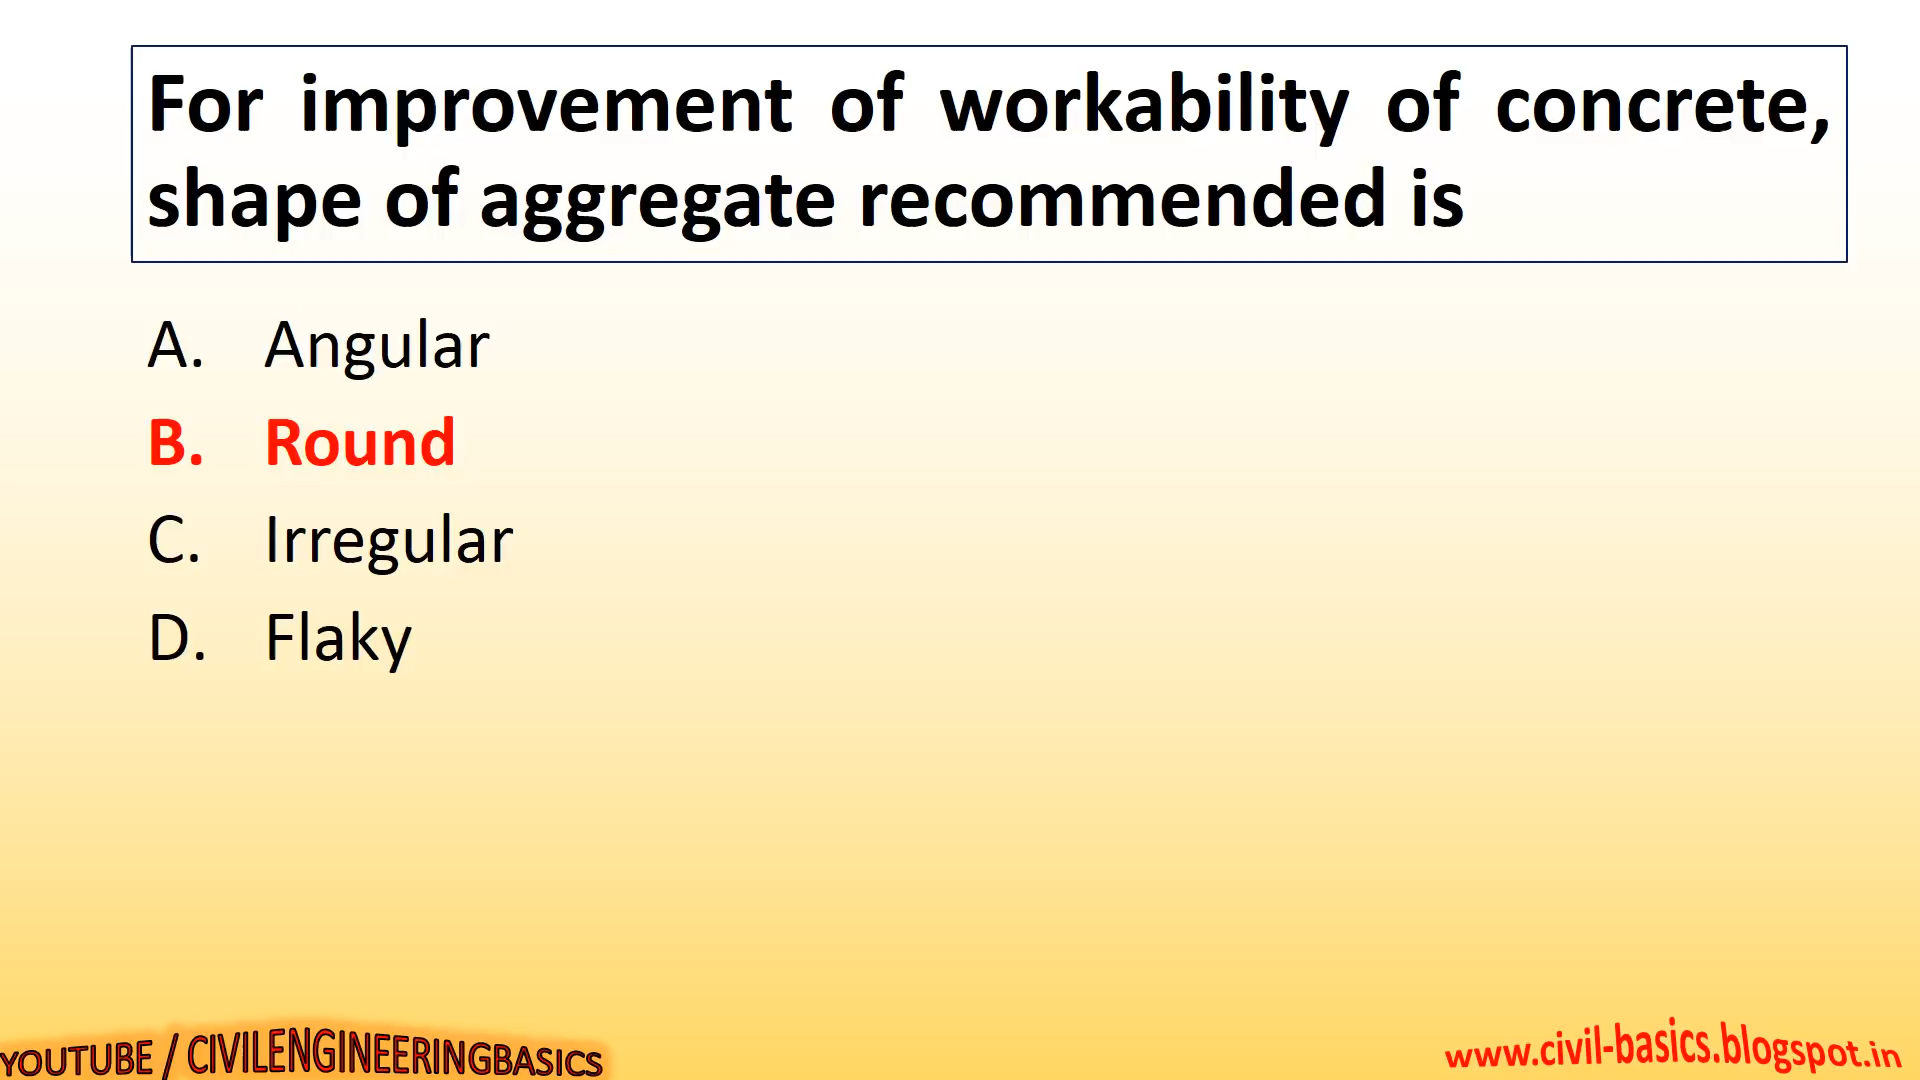 For improvement of workability of concrete,
shape of aggregate recommended is
A. Angular
B. Round
C. Irregular
D. Flaky
YOUTUBE / CIVILENGINEERINGBASICS
www.civil-basics.blogspot.in